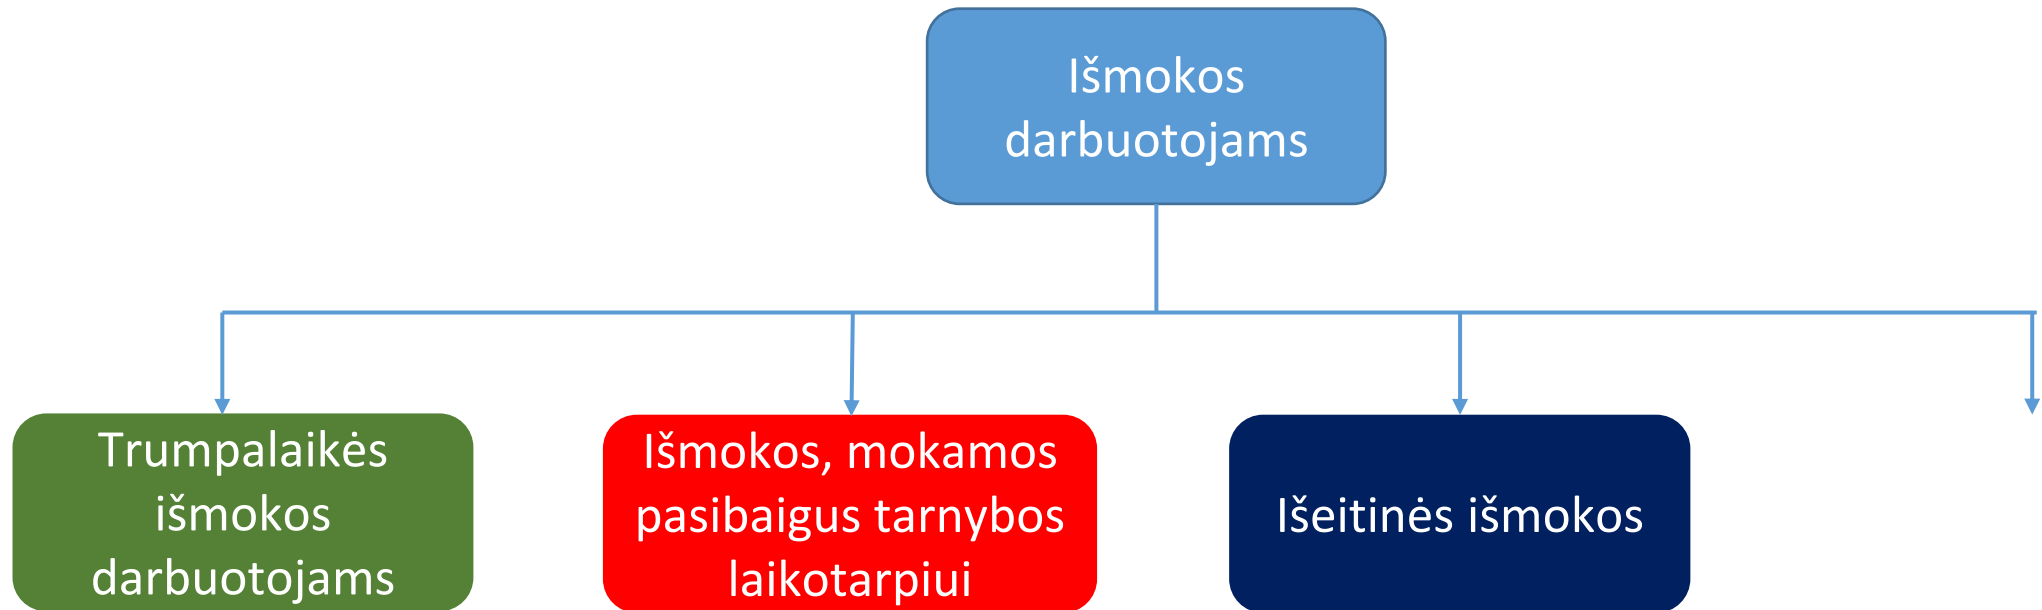 Išmokos
darbuotojams
Trumpalaikės
išmokos
darbuotojams
Išmokos, mokamos
pasibaigus tarnybos
laikotarpiui
Išeitinės išmokos